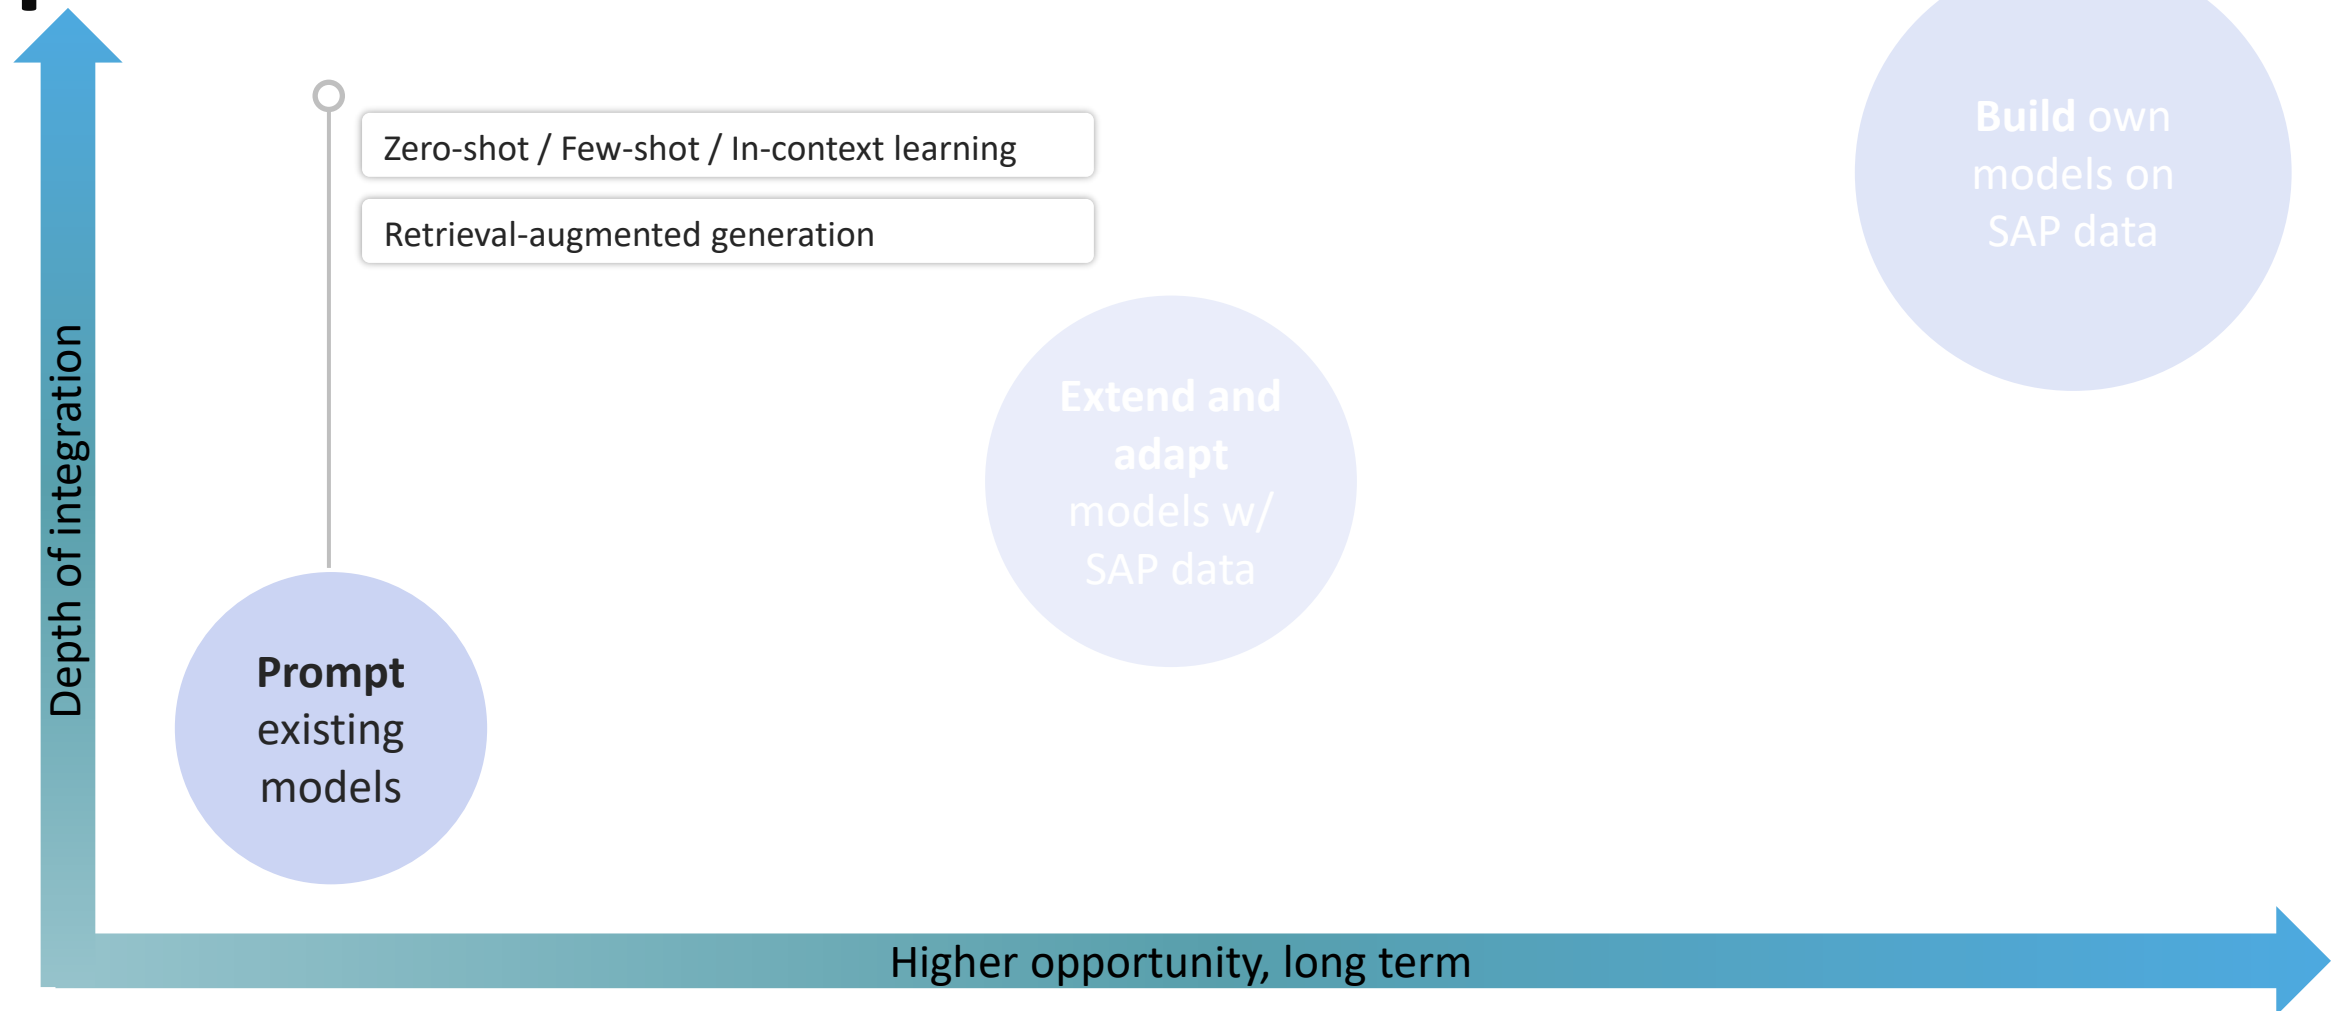 Zero-shot / Few-shot / In-context learning
Retrieval-augmented generation
Build own
models on
SAP data
Extend and
adapt
models w/
SAP data
Depth of integration
Prompt
existing
models
Higher opportunity, long term